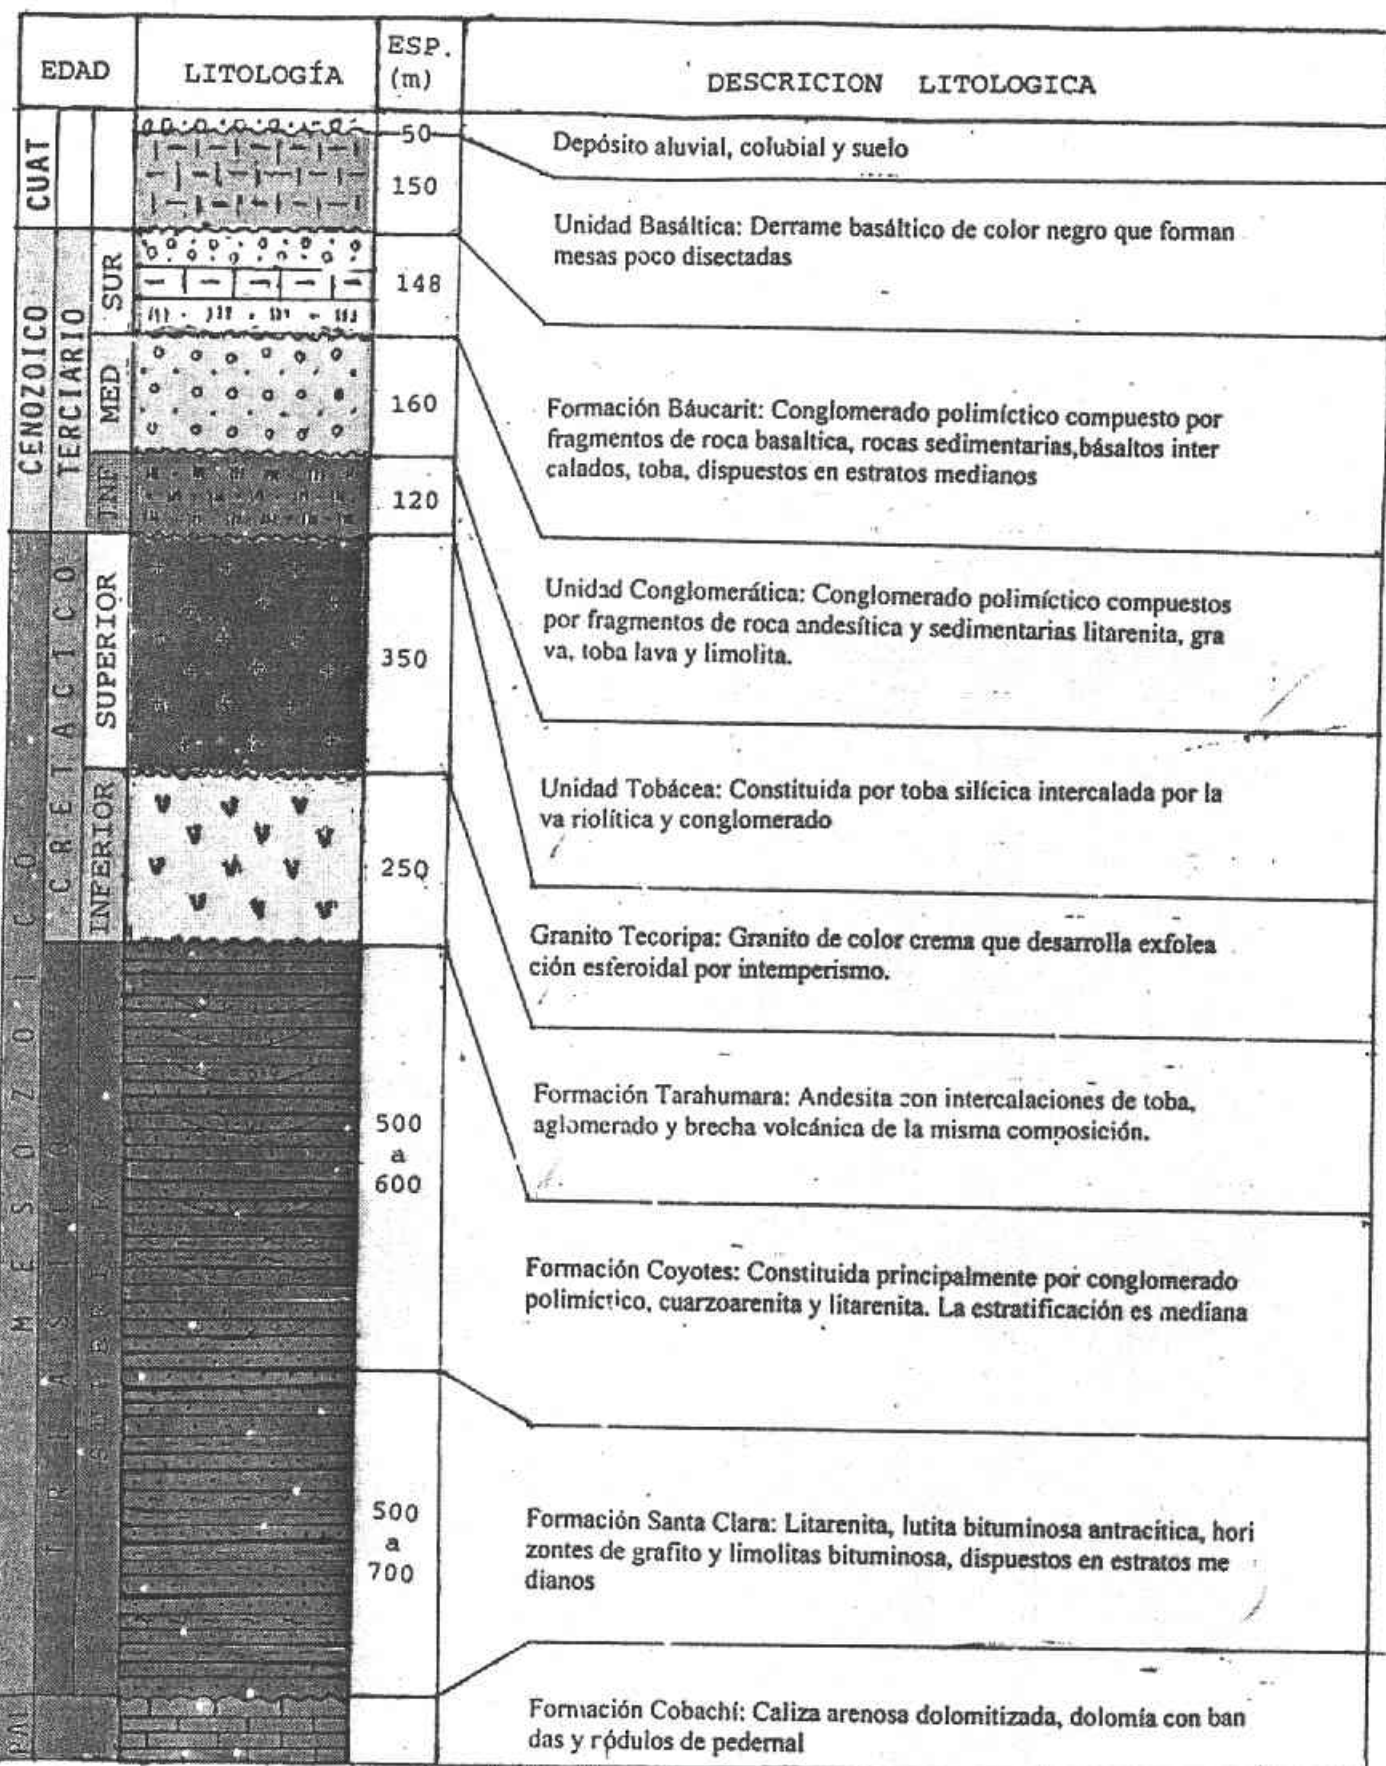 EDAD
LITOLOGÍA
ESP.
(m)
DESCRICION LITOLOGICA
CUAT
CENOZOICO
TERCIARIO
SUR
MED
INF
MESOZOICO
CRETACICO
SUPERIOR
INFERIOR
PAL
50
150
148
160
120
350
250
500
a
600
500
a
700
Depósito aluvial, colubial y suelo
Unidad Basáltica: Derrame basáltico de color negro que forman
mesas poco disectadas
Formación Báucarit: Conglomerado polimíctico compuesto por
fragmentos de roca basaltica, rocas sedimentarias,básaltos inter
calados, toba, dispuestos en estratos medianos
Unidad Conglomerática: Conglomerado polimíctico compuestos
por fragmentos de roca andesítica y sedimentarias litarenita, gra
va, toba lava y limolita.
Unidad Tobácea: Constituida por toba silícica intercalada por la
va riolítica y conglomerado
Granito Tecoripa: Granito de color crema que desarrolla exfolea
ción esferoidal por intemperismo.
Formación Tarahumara: Andesita con intercalaciones de toba,
aglomerado y brecha volcánica de la misma composición.
Formación Coyotes: Constituida principalmente por conglomerado
polimíctico, cuarzoarenita y litarenita. La estratificación es mediana
Formación Santa Clara: Litarenita, lutita bituminosa antracítica, hori
zontes de grafito y limolitas bituminosa, dispuestos en estratos me
dianos
Formación Cobachí: Caliza arenosa dolomitizada, dolomía con ban
das y ródulos de pedernal